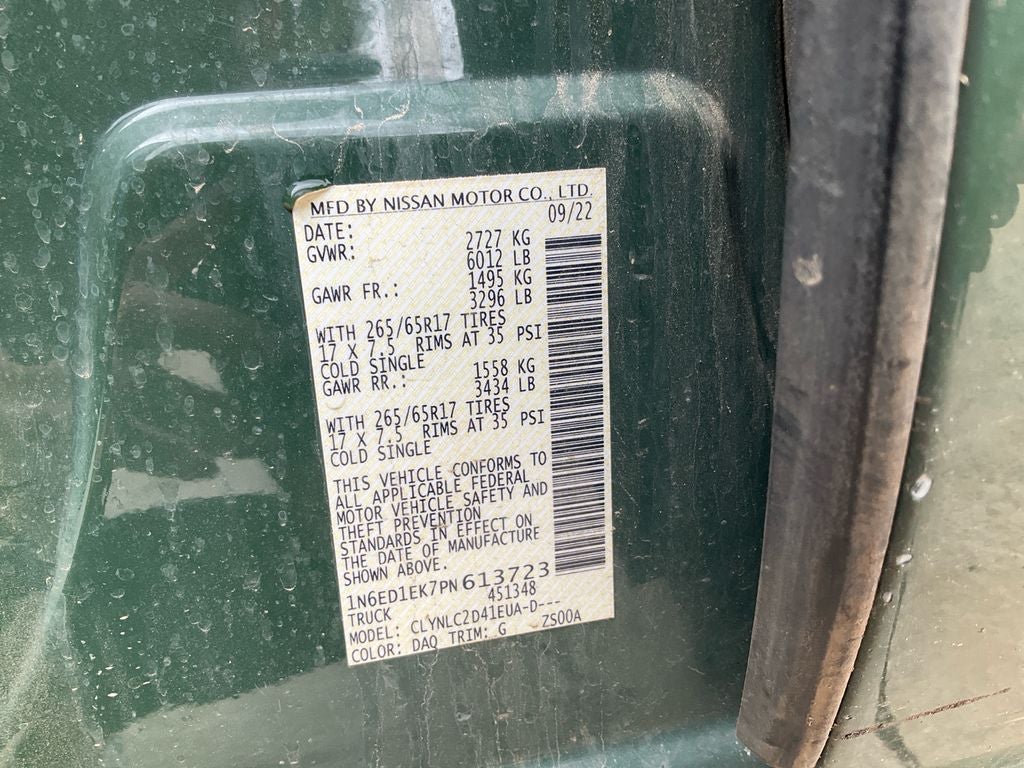 MFD BY NISSAN MOTOR CO., LTD.
DATE: 09/22
GVWR: 2727 KG
6012 LB
GAWR FR.: 1495 KG
3296 LB
WITH 265/65R17 TIRES
17 X 7.5 RIMS AT 35 PSI
COLD SINGLE
GAWR RR.: 1558 KG
3434 LB
WITH 265/65R17 TIRES
17 X 7.5 RIMS AT 35 PSI
COLD SINGLE
THIS VEHICLE CONFORMS TO
ALL APPLICABLE FEDERAL
MOTOR VEHICLE SAFETY AND
THEFT PREVENTION
STANDARDS IN EFFECT ON
THE DATE OF MANUFACTURE
SHOWN ABOVE.
1N6ED1EK7PN613723
TRUCK 451348
MODEL: CLYNLC2D41EUA-D---
COLOR: DAQ TRIM: G ZS00A